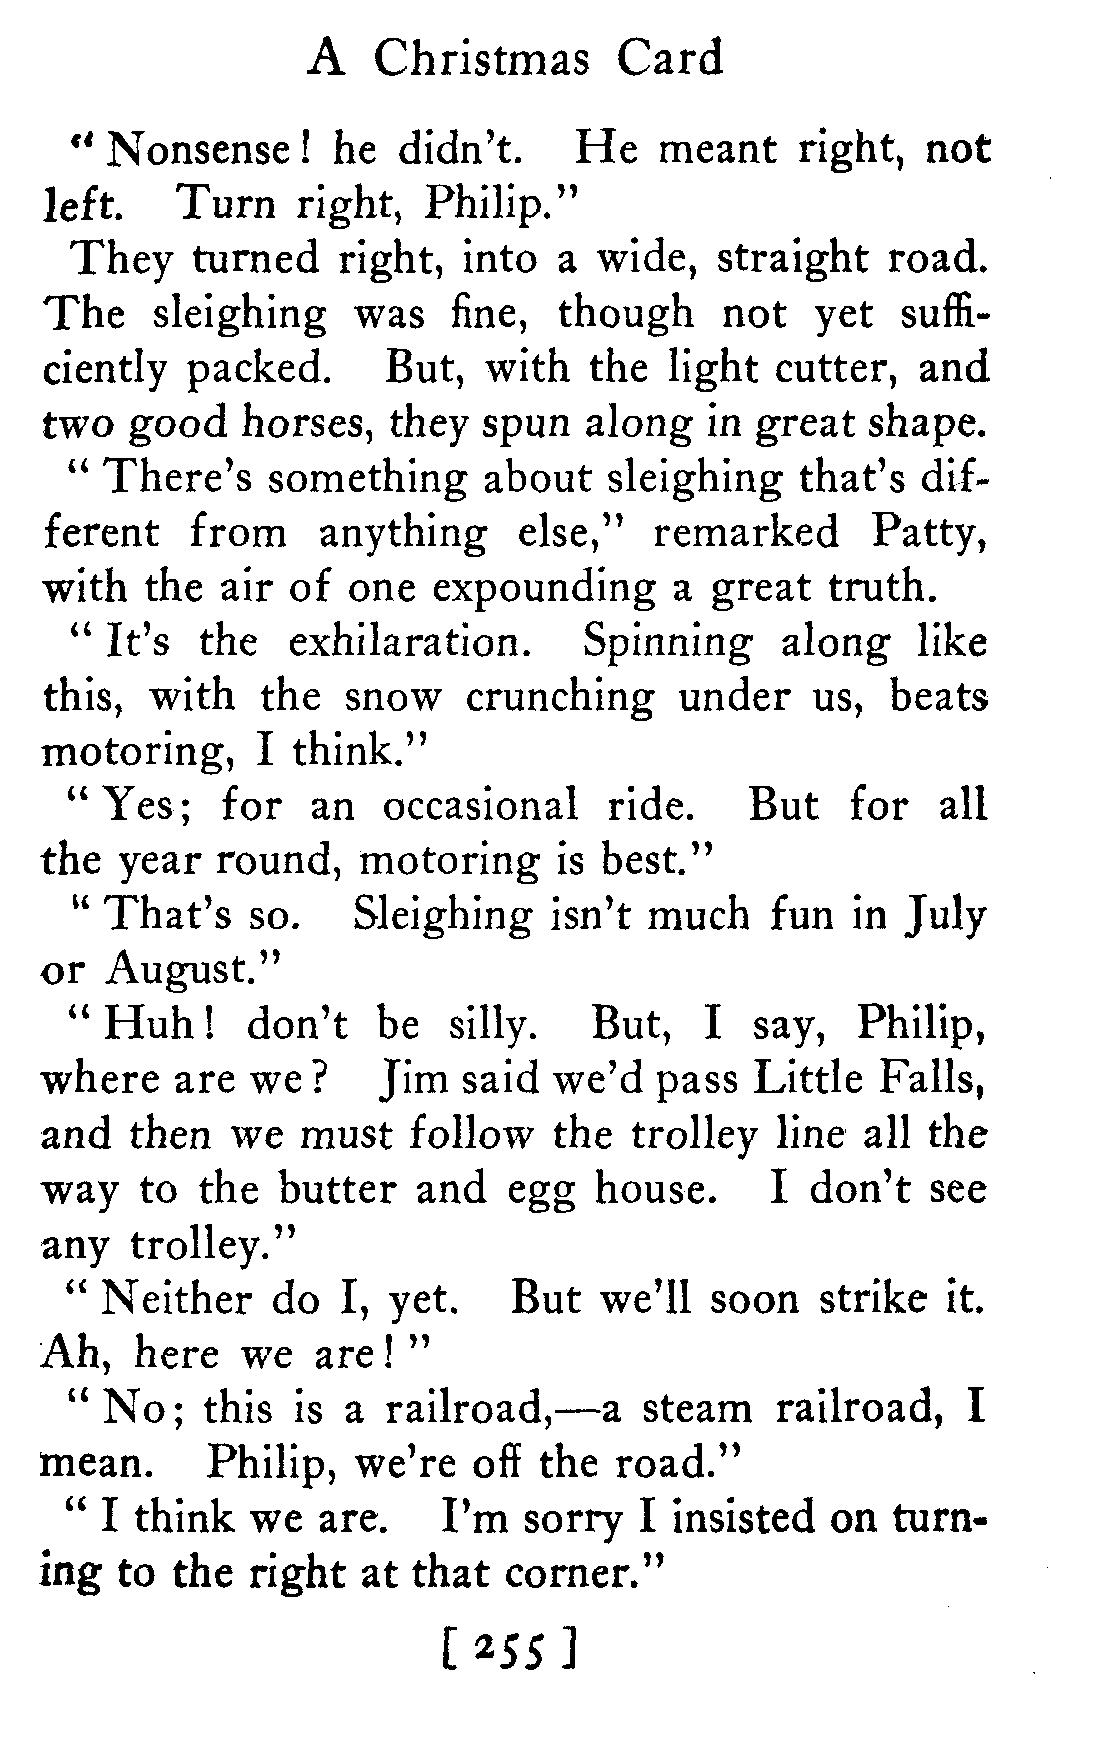 A Christmas Card
“ Nonsense ! he didn’t. He meant right, not
left. Turn right, Philip.”
They turned right, into a wide, straight road.
The sleighing was fine, though not yet suffi-
ciently packed. But, with the light cutter, and
two good horses, they spun along in great shape.
“ There’s something about sleighing that’s dif-
ferent from anything else,” remarked Patty,
with the air of one expounding a great truth.
“ It’s the exhilaration. Spinning along like
this, with the snow crunching under us, beats
motoring, I think.”
“ Yes ; for an occasional ride. But for all
the year round, motoring is best.”
“ That’s so. Sleighing isn’t much fun in July
or August.”
“ Huh ! don’t be silly. But, I say, Philip,
where are we ? Jim said we’d pass Little Falls,
and then we must follow the trolley line all the
way to the butter and egg house. I don’t see
any trolley.”
“ Neither do I, yet. But we’ll soon strike it.
Ah, here we are ! ”
“ No ; this is a railroad,—a steam railroad, I
mean. Philip, we’re off the road.”
“ I think we are. I’m sorry I insisted on turn-
ing to the right at that corner.”
[ 255 ]